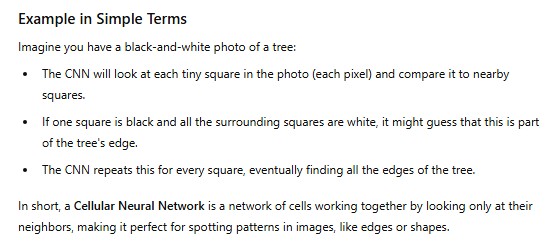 Example in Simple Terms
Imagine you have a black-and-white photo of a tree:
• The CNN will look at each tiny square in the photo (each pixel) and compare it to nearby
squares.
• If one square is black and all the surrounding squares are white, it might guess that this is part
of the tree's edge.
• The CNN repeats this for every square, eventually finding all the edges of the tree.
In short, a Cellular Neural Network is a network of cells working together by looking only at their
neighbors, making it perfect for spotting patterns in images, like edges or shapes.